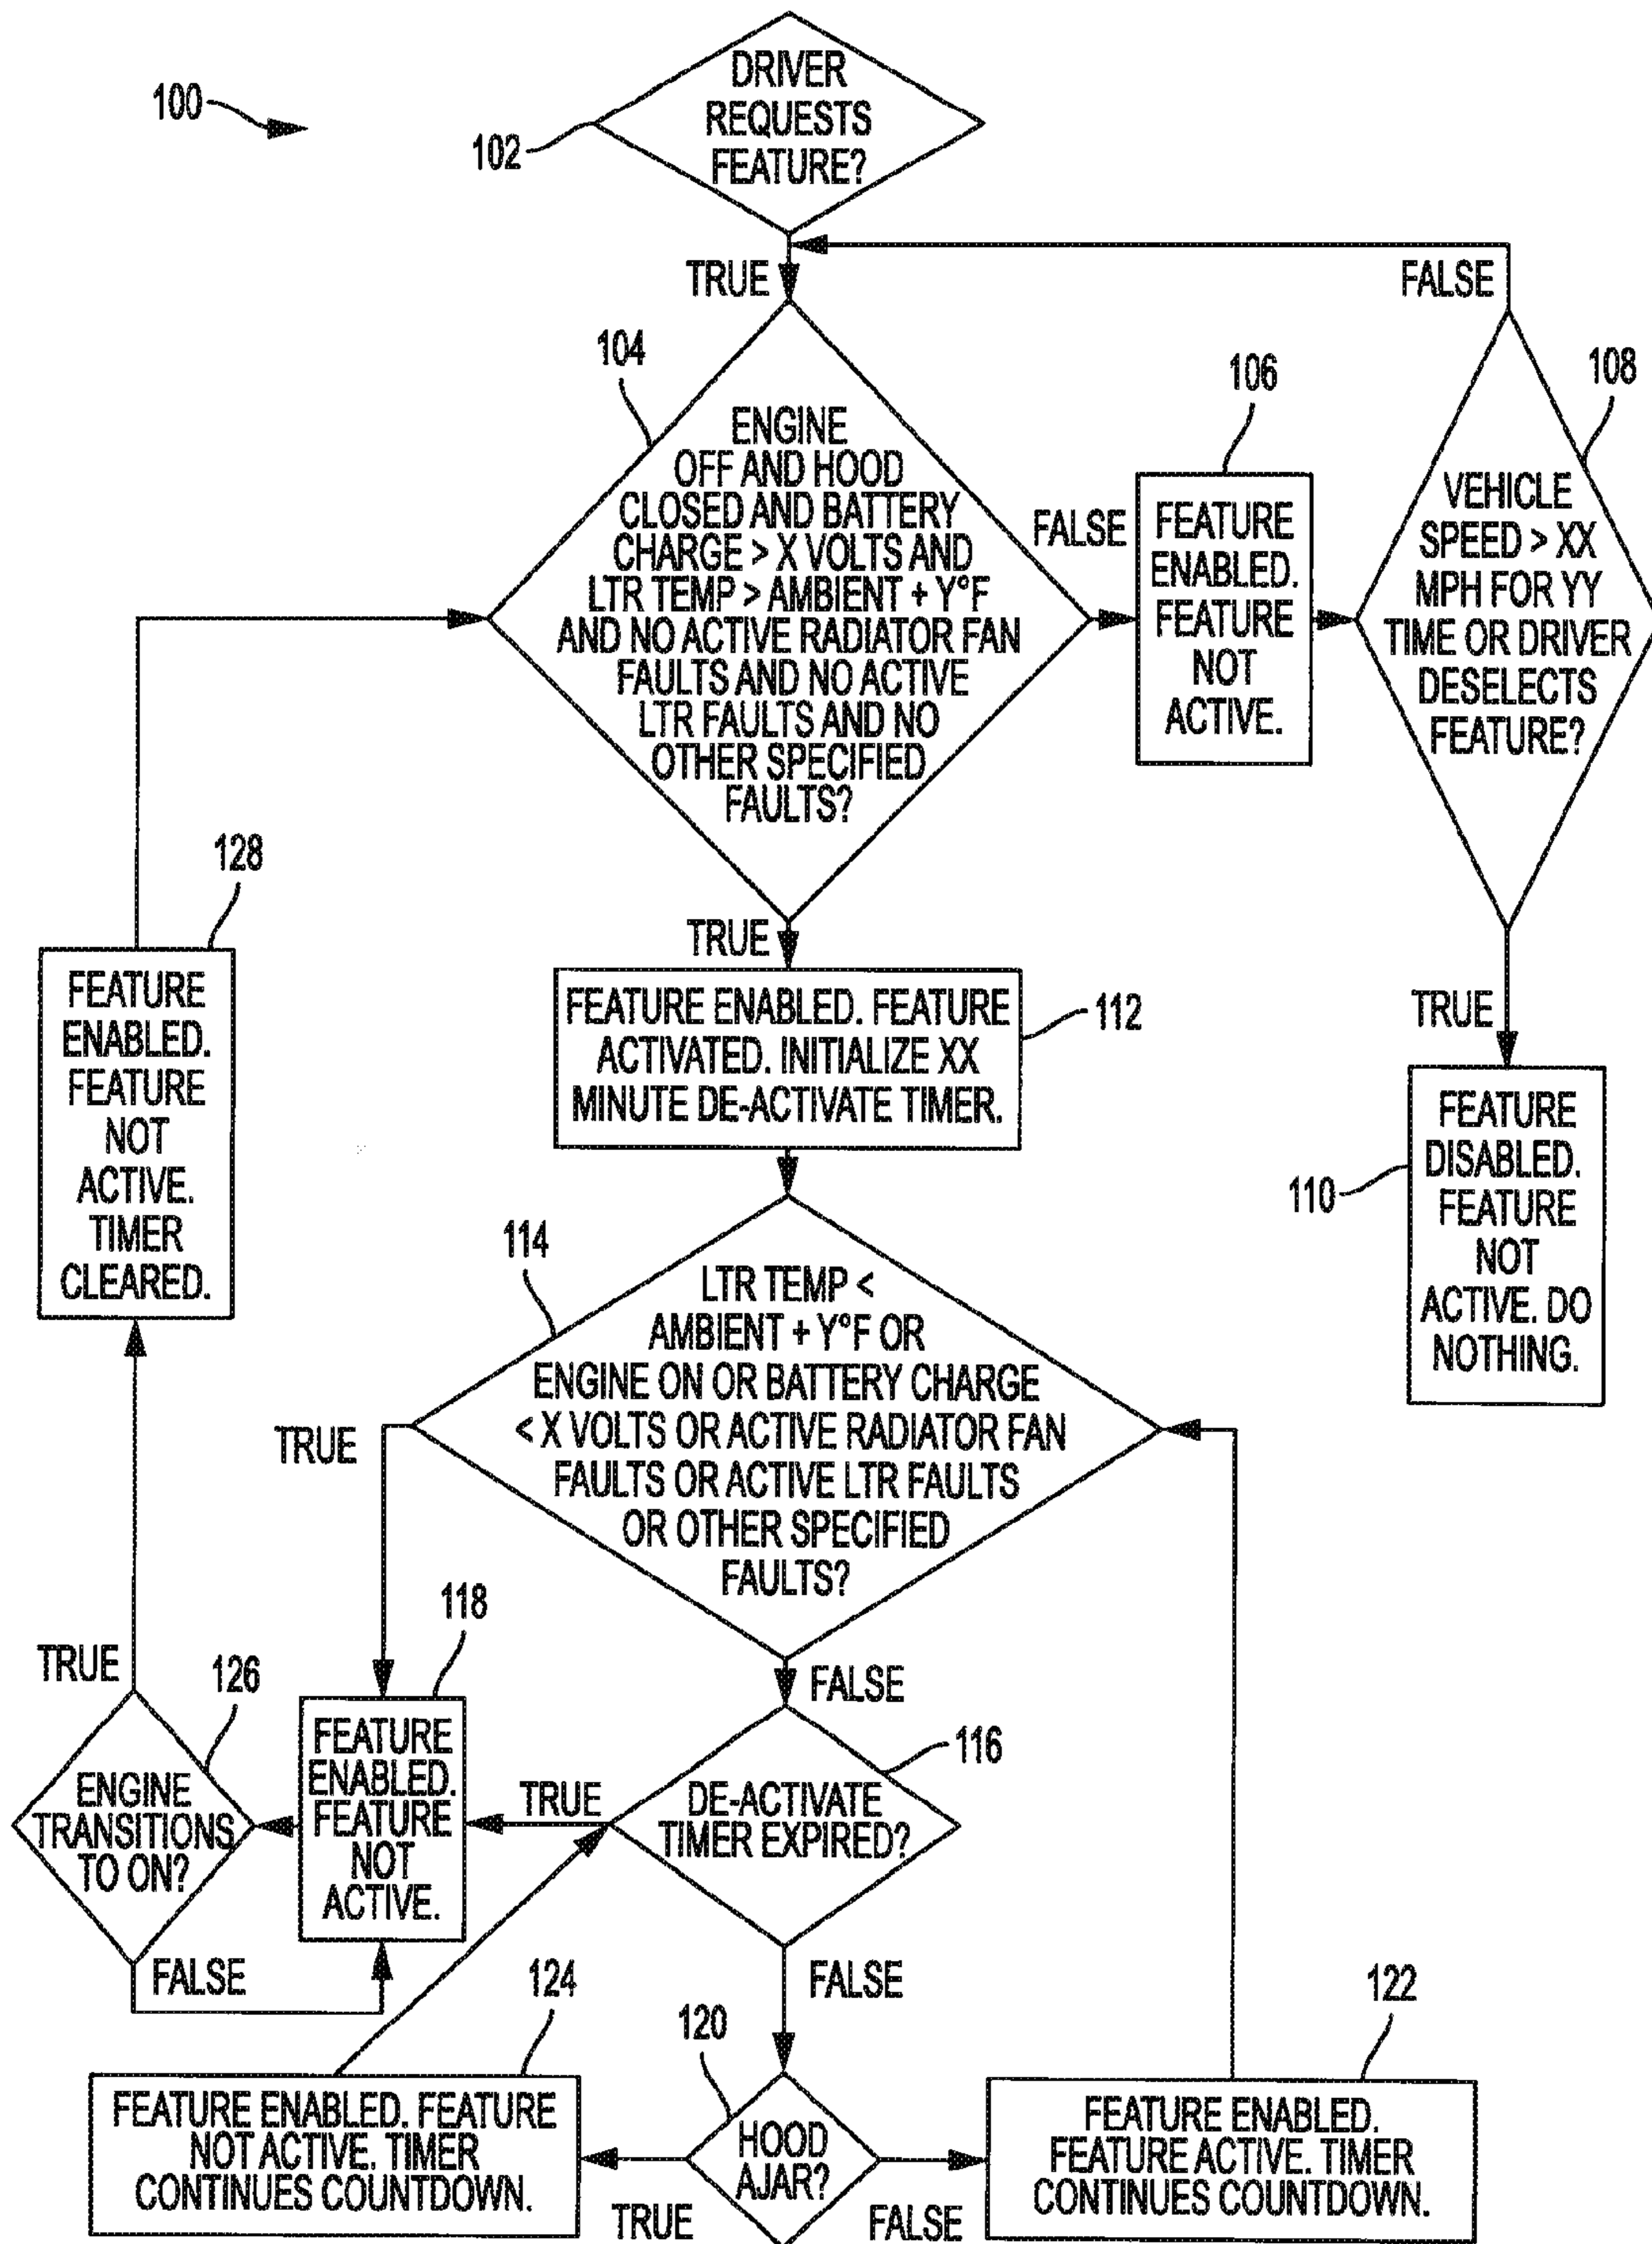 100
DRIVER
REQUESTS
FEATURE?
102
TRUE
FALSE
104
ENGINE
OFF AND HOOD
CLOSED AND BATTERY
CHARGE > X VOLTS AND
LTR TEMP > AMBIENT + Y°F
AND NO ACTIVE RADIATOR FAN
FAULTS AND NO ACTIVE
LTR FAULTS AND NO
OTHER SPECIFIED
FAULTS?
FALSE
106
FEATURE
ENABLED.
FEATURE
NOT
ACTIVE.
108
VEHICLE
SPEED > XX
MPH FOR YY
TIME OR DRIVER
DESELECTS
FEATURE?
TRUE
110
FEATURE
DISABLED.
FEATURE
NOT
ACTIVE. DO
NOTHING.
TRUE
112
FEATURE ENABLED. FEATURE
ACTIVATED. INITIALIZE XX
MINUTE DE-ACTIVATE TIMER.
128
FEATURE
ENABLED.
FEATURE
NOT
ACTIVE.
TIMER
CLEARED.
114
LTR TEMP <
AMBIENT + Y°F OR
ENGINE ON OR BATTERY CHARGE
< X VOLTS OR ACTIVE RADIATOR FAN
FAULTS OR ACTIVE LTR FAULTS
OR OTHER SPECIFIED
FAULTS?
TRUE
FALSE
118
FEATURE
ENABLED.
FEATURE
NOT
ACTIVE.
TRUE
126
ENGINE
TRANSITIONS
TO ON?
FALSE
116
DE-ACTIVATE
TIMER EXPIRED?
TRUE
FALSE
120
HOOD
AJAR?
TRUE
FALSE
124
FEATURE ENABLED. FEATURE
NOT ACTIVE. TIMER
CONTINUES COUNTDOWN.
122
FEATURE ENABLED.
FEATURE ACTIVE. TIMER
CONTINUES COUNTDOWN.